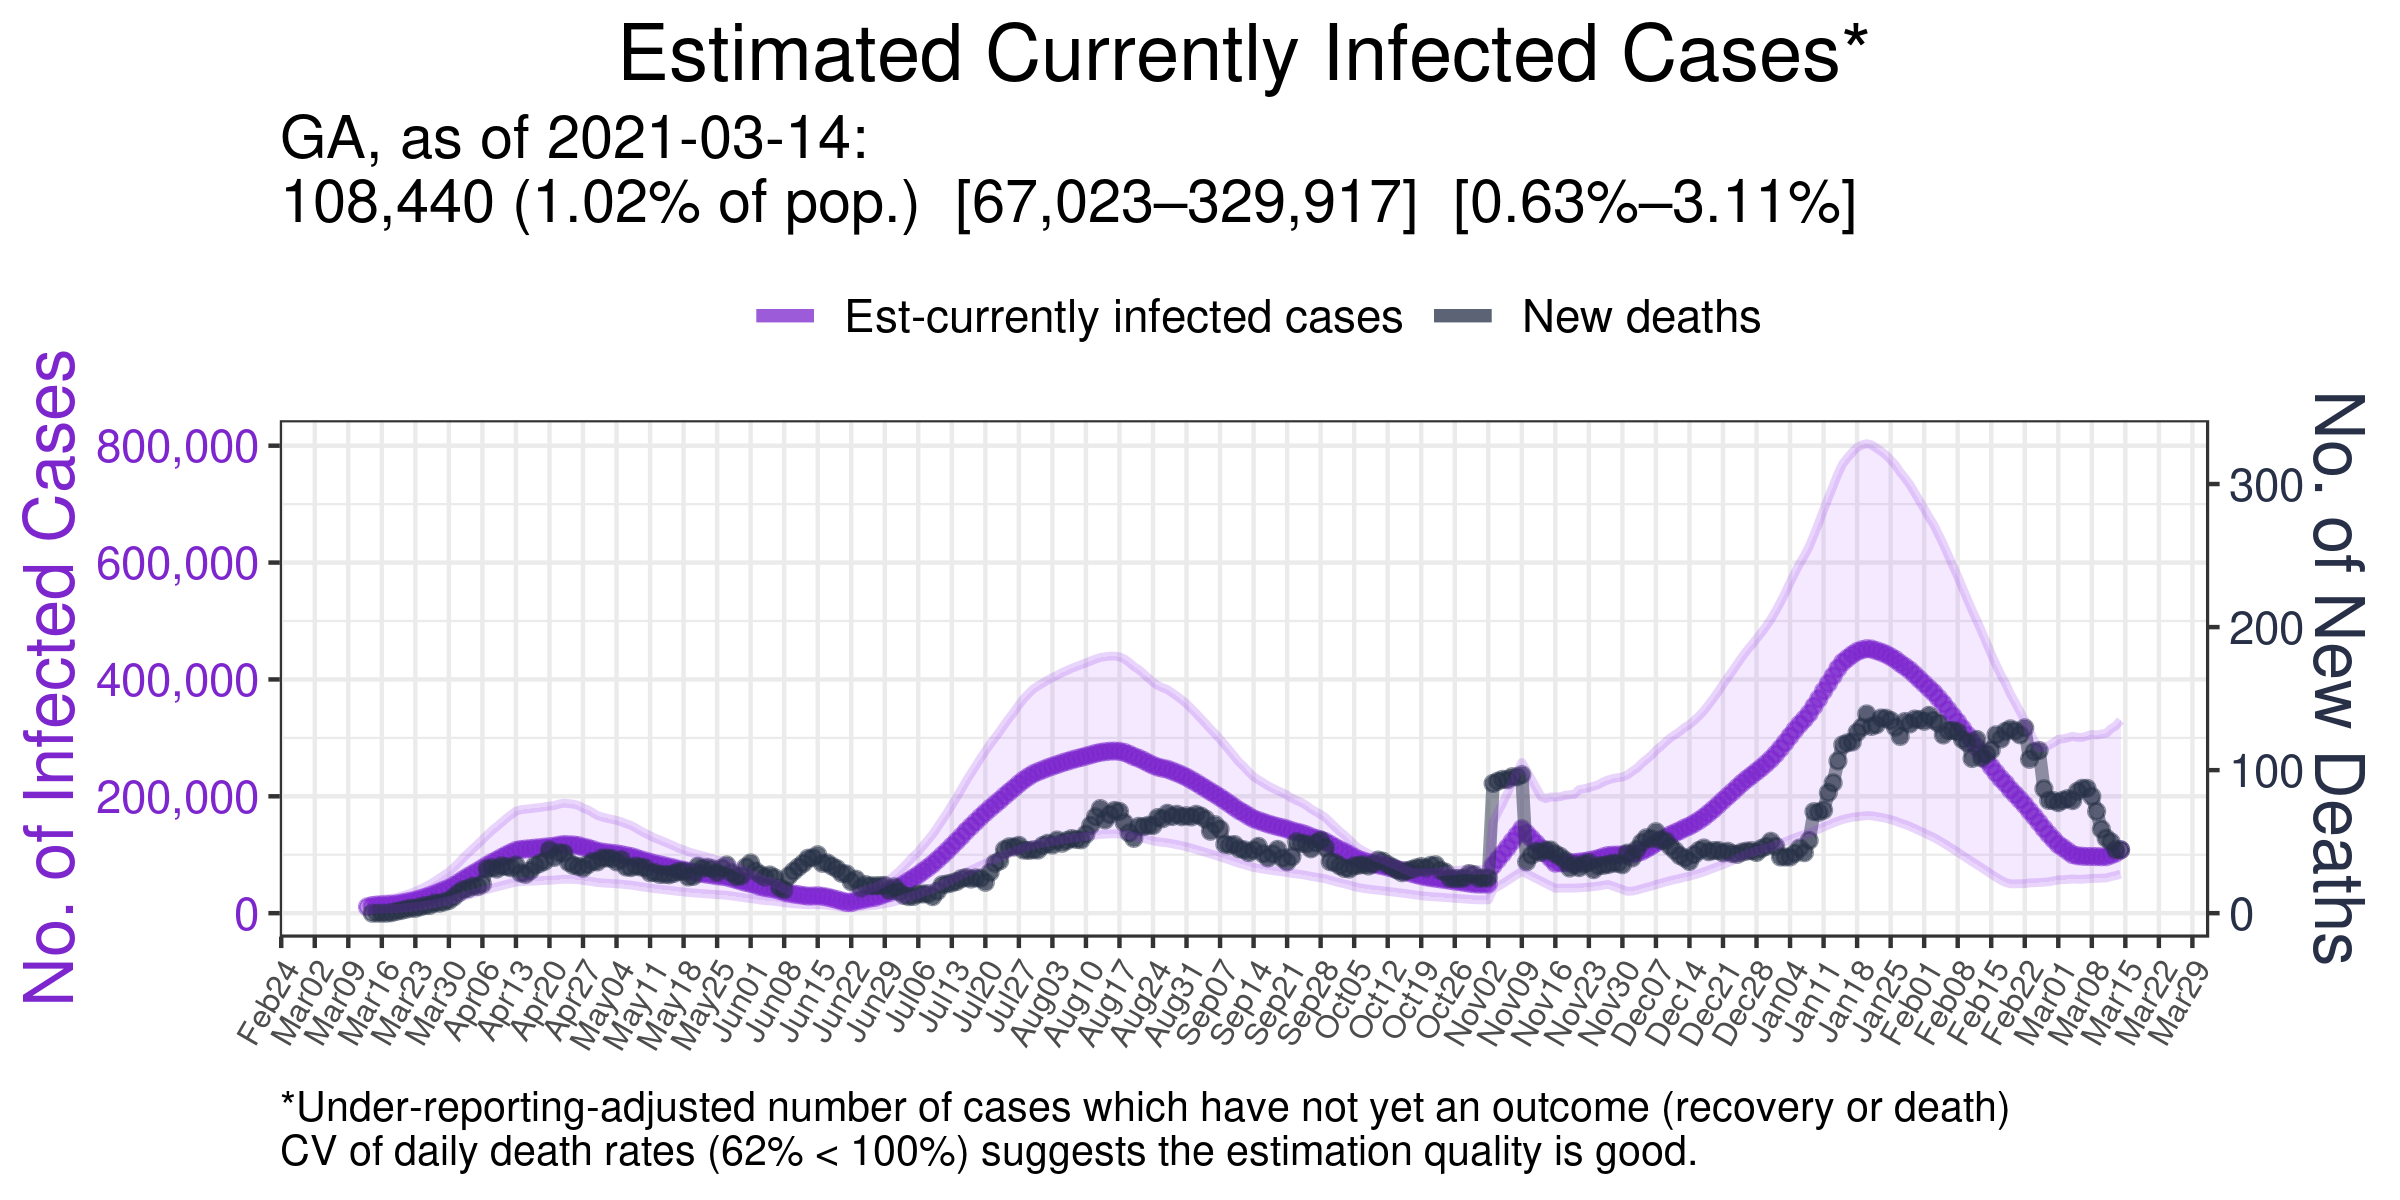 Estimated Currently Infected Cases*
GA, as of 2021-03-14:
108,440 (1.02% of pop.)  [67,023–329,917]  [0.63%–3.11%]
Est-currently infected cases
New deaths
No. of Infected Cases
800,000
600,000
400,000
200,000
0
300
200
100
0
No. of New Deaths
Feb24
Mar02
Mar09
Mar16
Mar23
Mar30
Apr06
Apr13
Apr20
Apr27
May04
May11
May18
May25
Jun01
Jun08
Jun15
Jun22
Jun29
Jul06
Jul13
Jul20
Jul27
Aug03
Aug10
Aug17
Aug24
Aug31
Sep07
Sep14
Sep21
Sep28
Oct05
Oct12
Oct19
Oct26
Nov02
Nov09
Nov16
Nov23
Nov30
Dec07
Dec14
Dec21
Dec28
Jan04
Jan11
Jan18
Jan25
Feb01
Feb08
Feb15
Feb22
Mar01
Mar08
Mar15
Mar22
Mar29
*Under-reporting-adjusted number of cases which have not yet an outcome (recovery or death)
CV of daily death rates (62% < 100%) suggests the estimation quality is good.